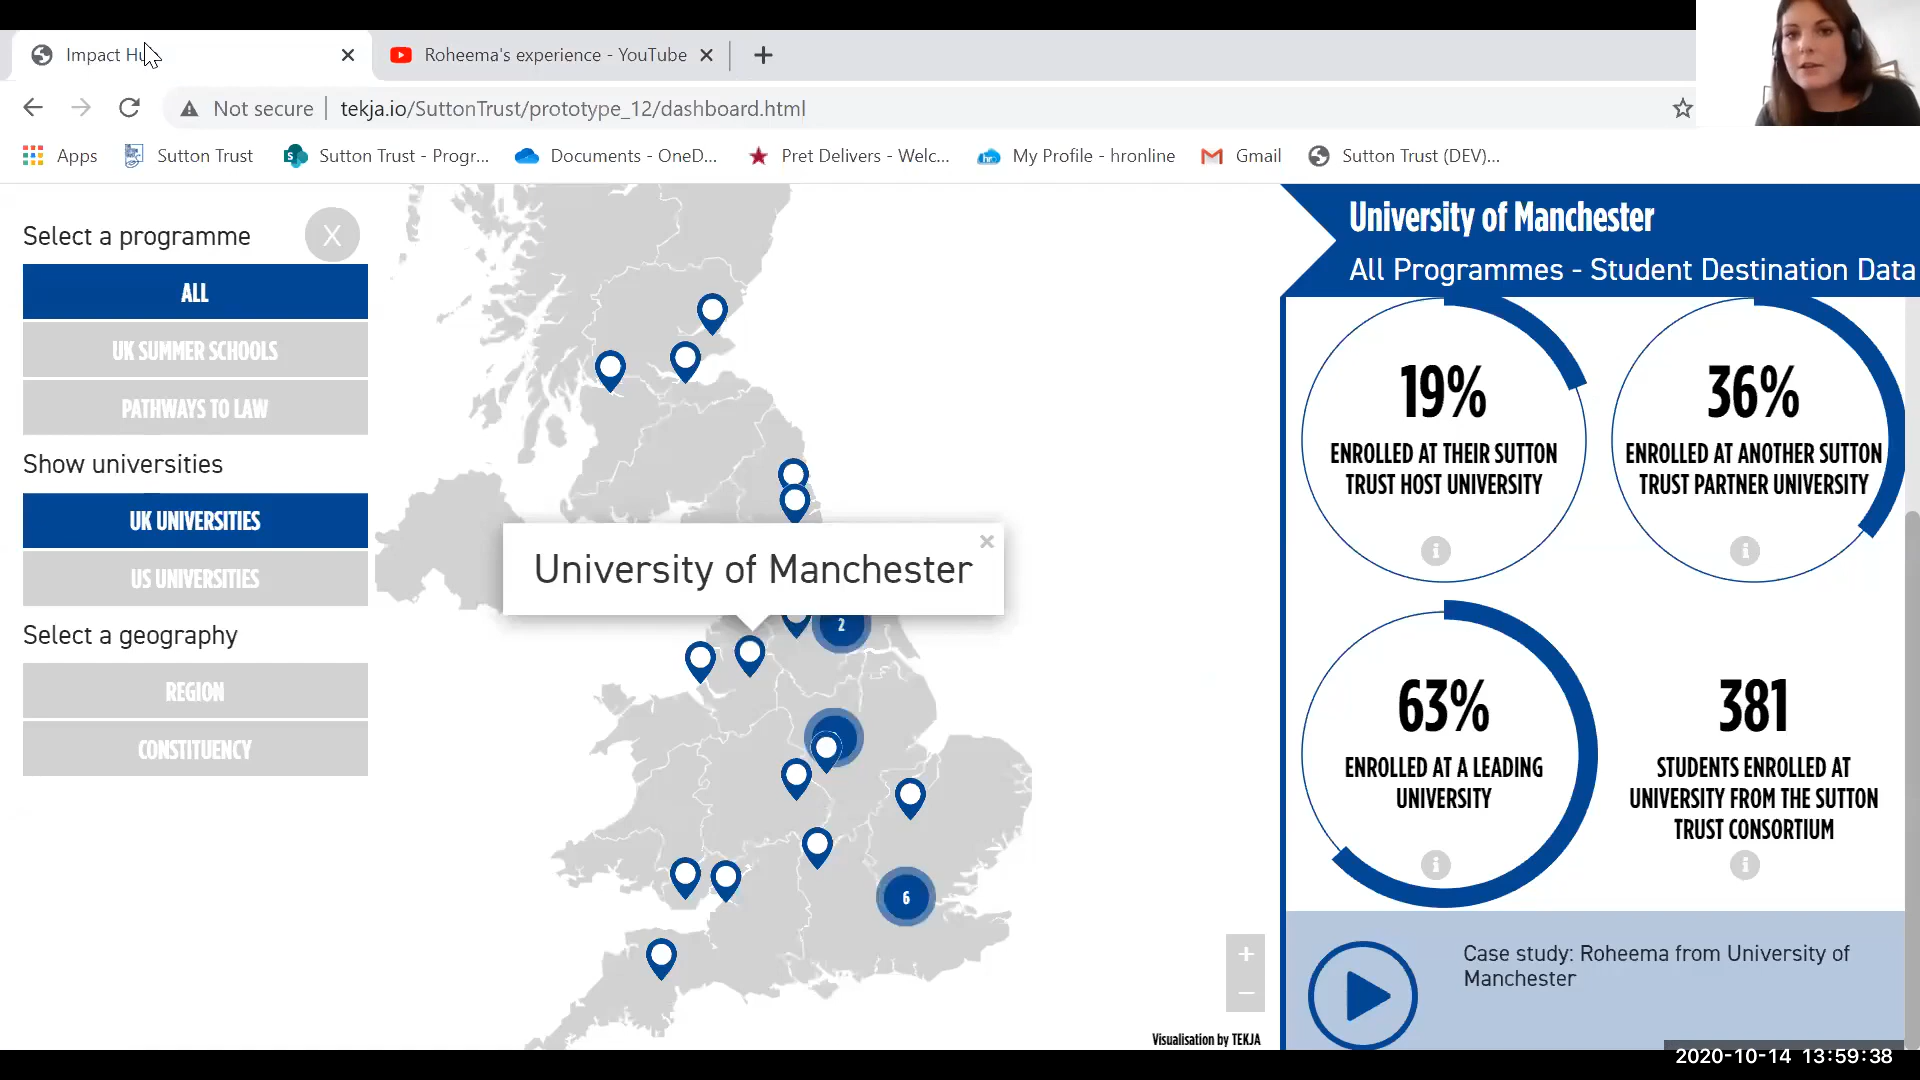 Impact Hu
Roheema's experience - YouTube
Not secure
tekja.io/SuttonTrust/prototype_12/dashboard.html
Apps
Sutton Trust
Sutton Trust - Progr...
Documents - OneD...
Pret Delivers - Welc...
My Profile - hronline
Gmail
Sutton Trust (DEV)...
Select a programme
X
ALL
UK SUMMER SCHOOLS
PATHWAYS TO LAW
Show universities
UK UNIVERSITIES
US UNIVERSITIES
Select a geography
REGION
CONSTITUENCY
University of Manchester
2
6
+
−
Visualisation by TEKJA
University of Manchester
All Programmes - Student Destination Data
19%
ENROLLED AT THEIR SUTTON
TRUST HOST UNIVERSITY
36%
ENROLLED AT ANOTHER SUTTON
TRUST PARTNER UNIVERSITY
63%
ENROLLED AT A LEADING
UNIVERSITY
381
STUDENTS ENROLLED AT
UNIVERSITY FROM THE SUTTON
TRUST CONSORTIUM
Case study: Roheema from University of
Manchester
2020-10-14 13:59:38